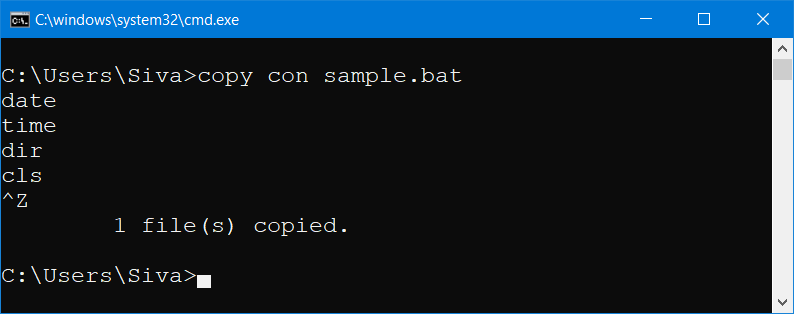 C:\windows\system32\cmd.exe
C:\Users\Siva>copy con sample.bat
date
time
dir
cls
^Z
        1 file(s) copied.
C:\Users\Siva>